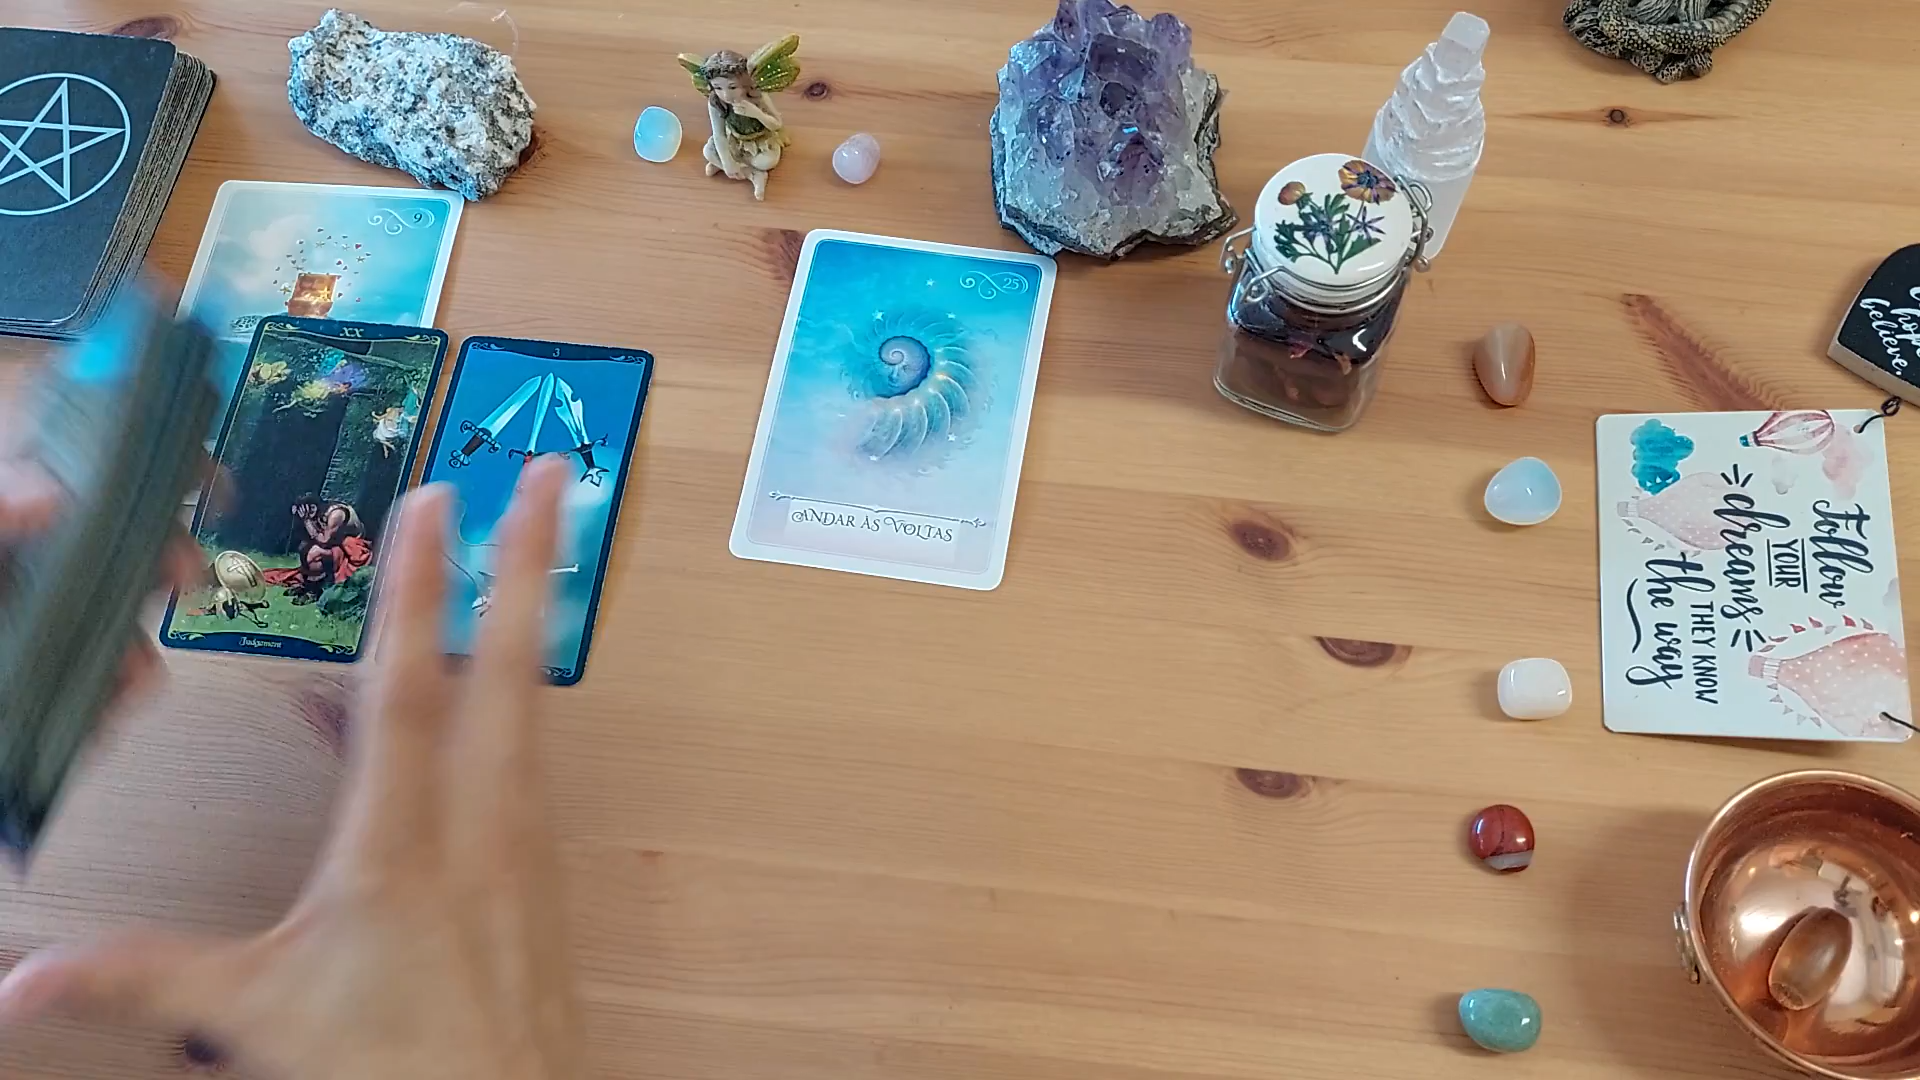 9
XX
Judgement
3
25
ANDAR ÀS VOLTAS
believe.
Follow
YOUR
dreams
THEY KNOW
the way